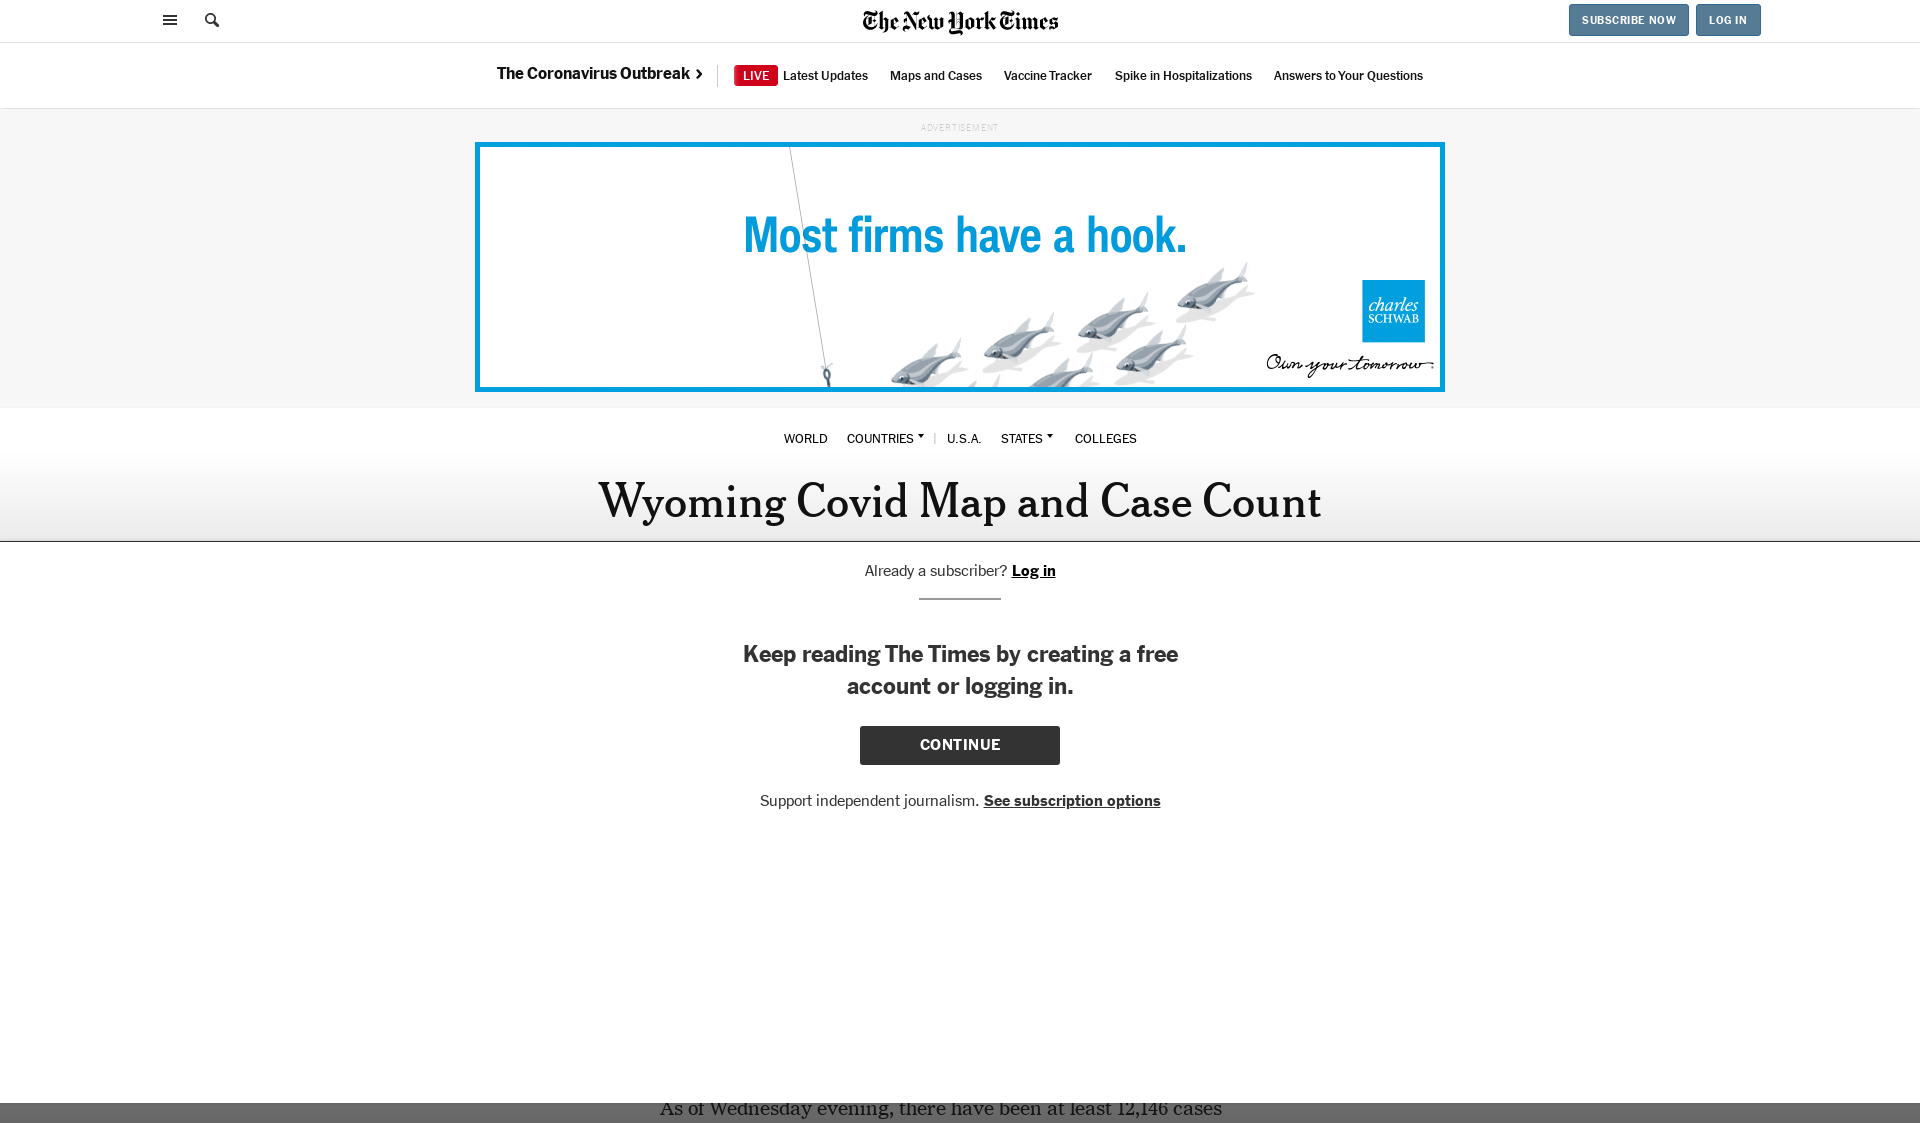 The New York Times
SUBSCRIBE NOW
LOG IN
The Coronavirus Outbreak
LIVE Latest Updates
Maps and Cases
Vaccine Tracker
Spike in Hospitalizations
Answers to Your Questions
ADVERTISEMENT
Most firms have a hook.
charles
SCHWAB
Own your tomorrow
WORLD
COUNTRIES
U.S.A.
STATES
COLLEGES
Wyoming Covid Map and Case Count
Already a subscriber? Log in
Keep reading The Times by creating a free
account or logging in.
CONTINUE
Support independent journalism. See subscription options
As of Wednesday evening, there have been at least 12,146 cases